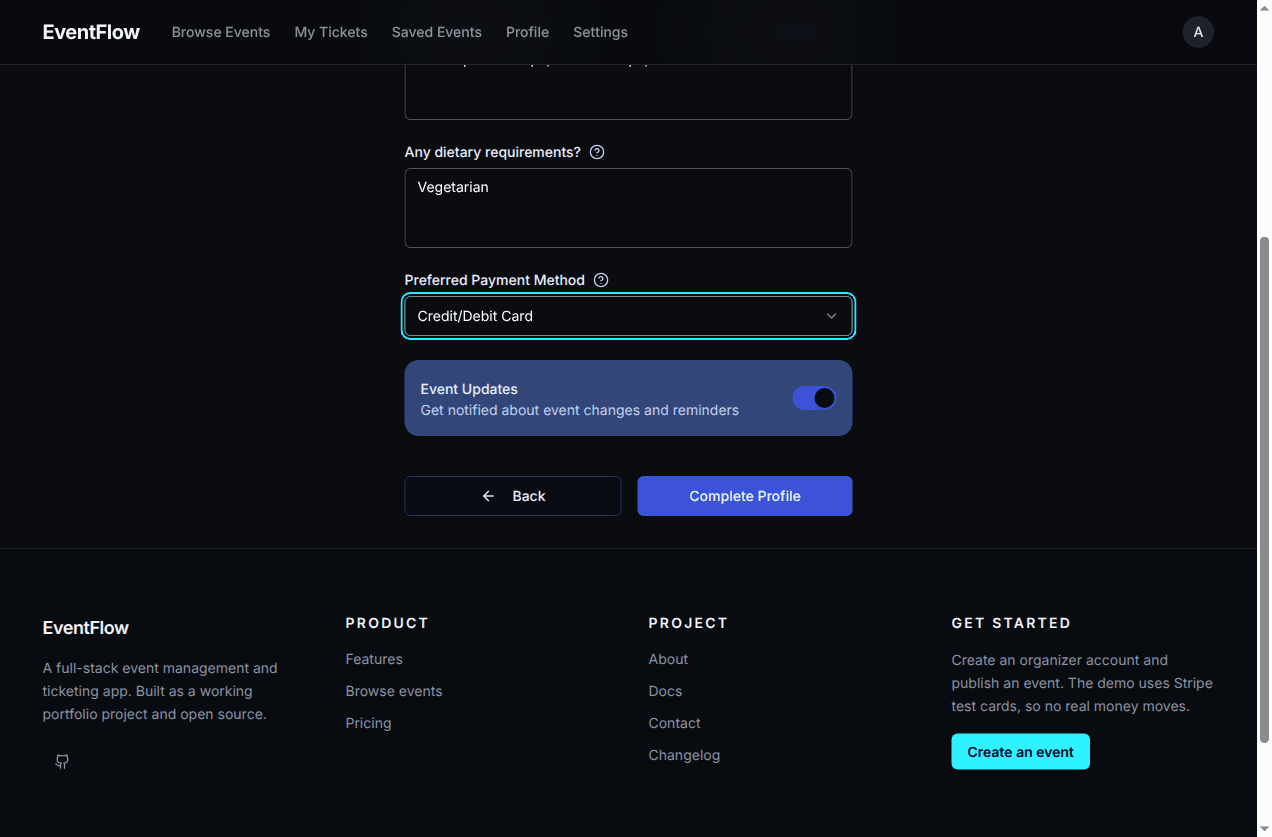 EventFlow
Browse Events
My Tickets
Saved Events
Profile
Settings
A
Any dietary requirements?
Vegetarian
Preferred Payment Method
Credit/Debit Card
Event Updates
Get notified about event changes and reminders
Back
Complete Profile
EventFlow
A full-stack event management and
ticketing app. Built as a working
portfolio project and open source.
PRODUCT
Features
Browse events
Pricing
PROJECT
About
Docs
Contact
Changelog
GET STARTED
Create an organizer account and
publish an event. The demo uses Stripe
test cards, so no real money moves.
Create an event